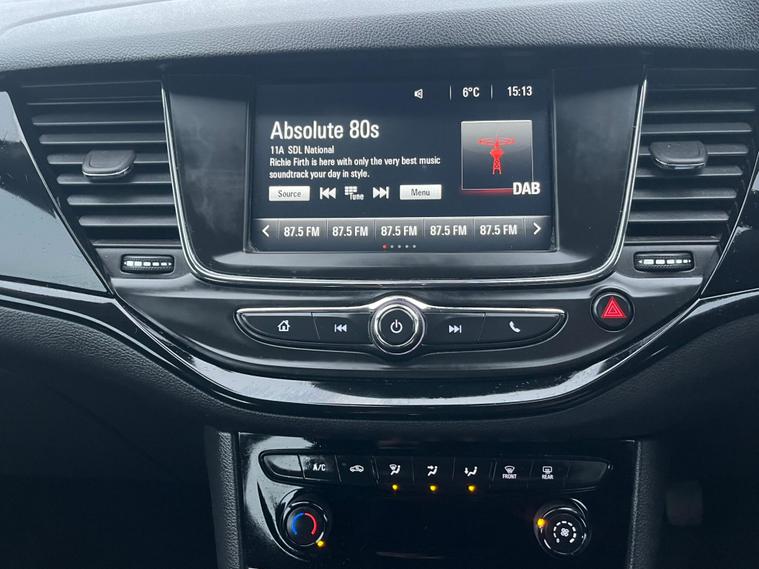 6°C 15:13
Absolute 80s
11A SDL National
Richie Firth is here with only the very best music
soundtrack your day in style.
Source Tune Menu
DAB
87.5 FM 87.5 FM 87.5 FM 87.5 FM 87.5 FM
A/C FRONT REAR